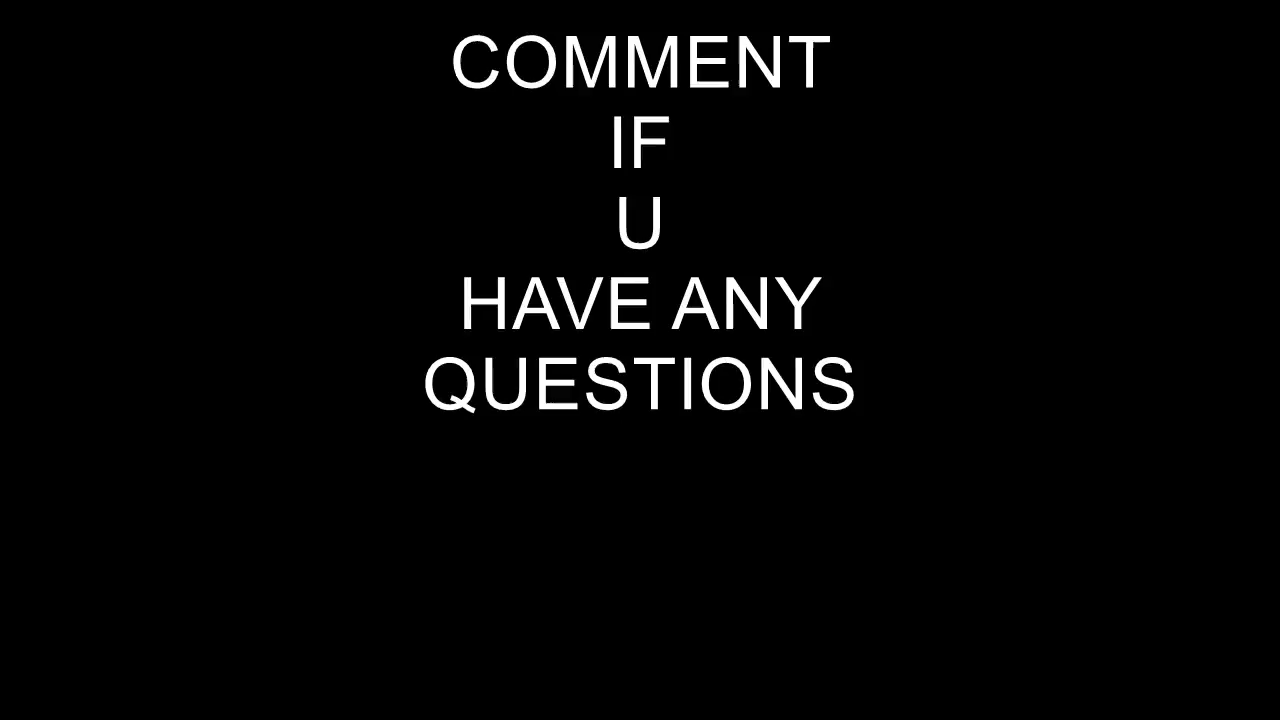 COMMENT
IF
U
HAVE ANY
QUESTIONS